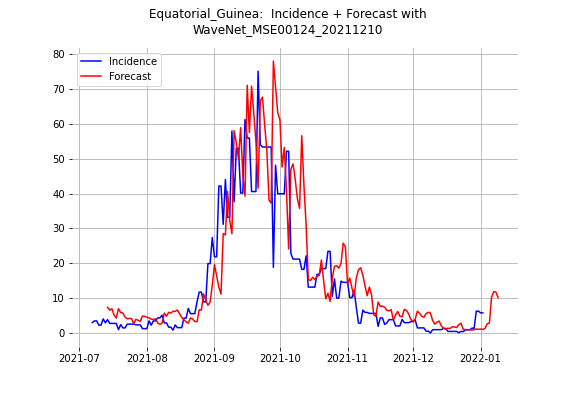 Equatorial_Guinea:  Incidence + Forecast with
WaveNet_MSE00124_20211210
Incidence
Forecast
80
70
60
50
40
30
20
10
0
2021-07 2021-08 2021-09 2021-10 2021-11 2021-12 2022-01